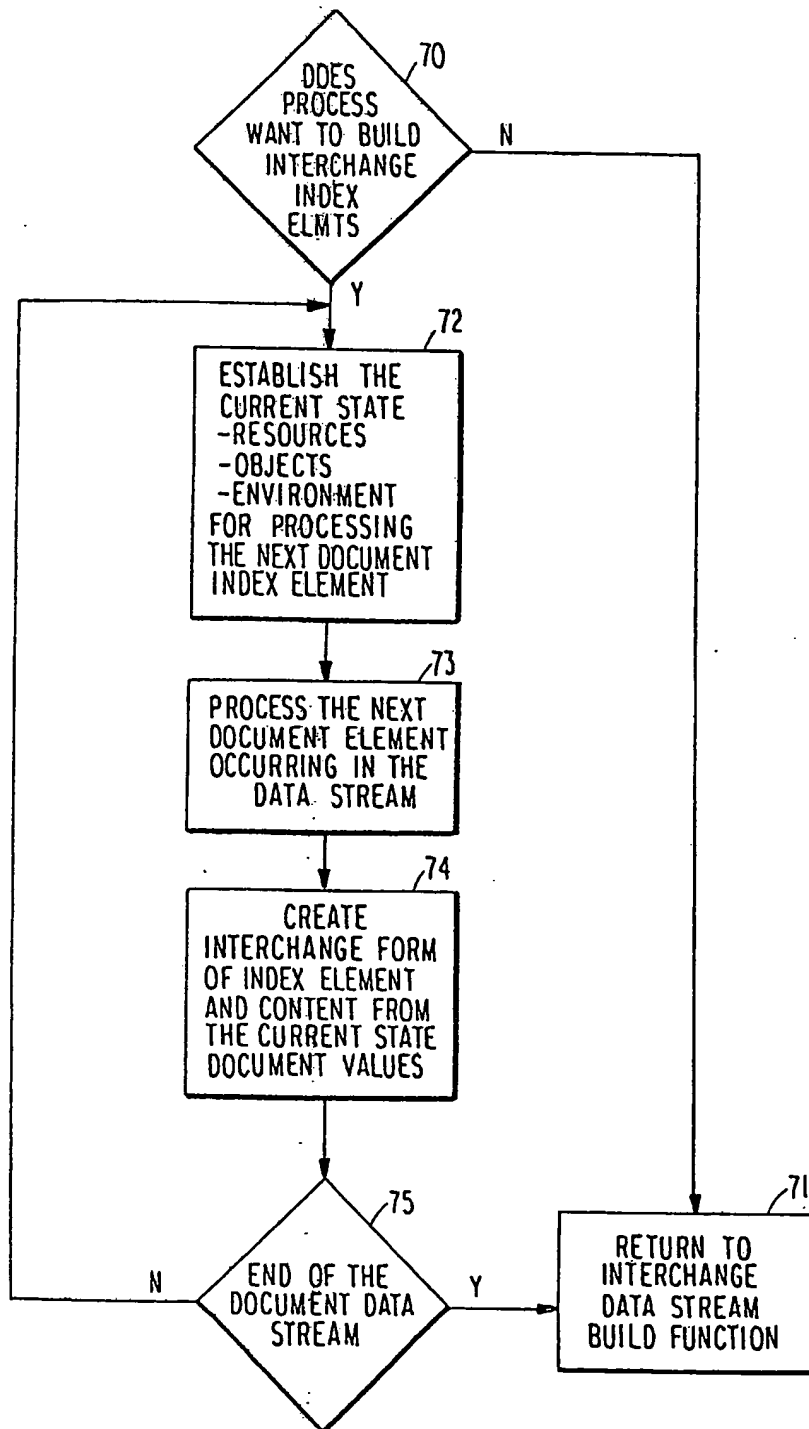 70
DOES
PROCESS
WANT TO BUILD
INTERCHANGE
INDEX
ELMTS
N
Y
72
ESTABLISH THE
CURRENT STATE
-RESOURCES
-OBJECTS
-ENVIRONMENT
FOR PROCESSING
THE NEXT DOCUMENT
INDEX ELEMENT
73
PROCESS THE NEXT
DOCUMENT ELEMENT
OCCURRING IN THE
DATA STREAM
74
CREATE
INTERCHANGE FORM
OF INDEX ELEMENT
AND CONTENT FROM
THE CURRENT STATE
DOCUMENT VALUES
75
END OF THE
DOCUMENT DATA
STREAM
N
Y
71
RETURN TO
INTERCHANGE
DATA STREAM
BUILD FUNCTION